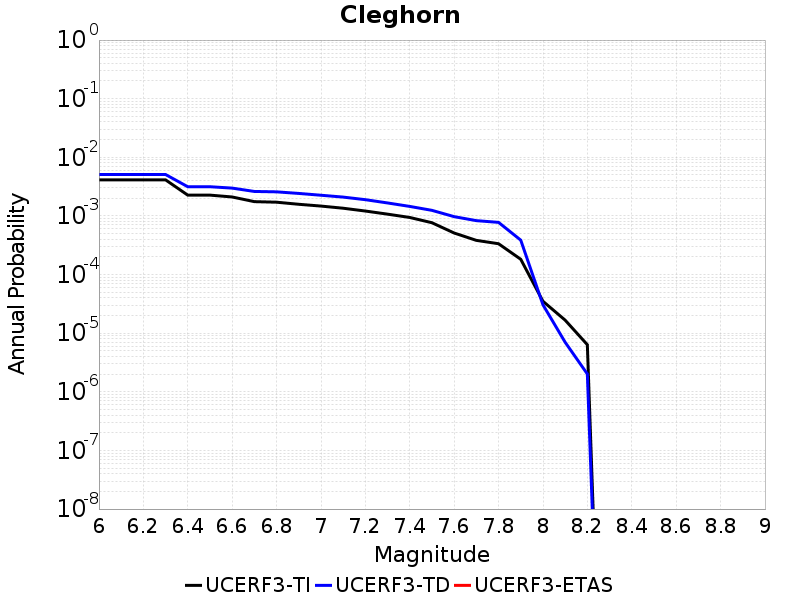 Cleghorn
10^0
10^-1
10^-2
10^-3
10^-4
10^-5
10^-6
10^-7
10^-8
Annual Probability
6 6.2 6.4 6.6 6.8 7 7.2 7.4 7.6 7.8 8 8.2 8.4 8.6 8.8 9
Magnitude
UCERF3-TI UCERF3-TD UCERF3-ETAS